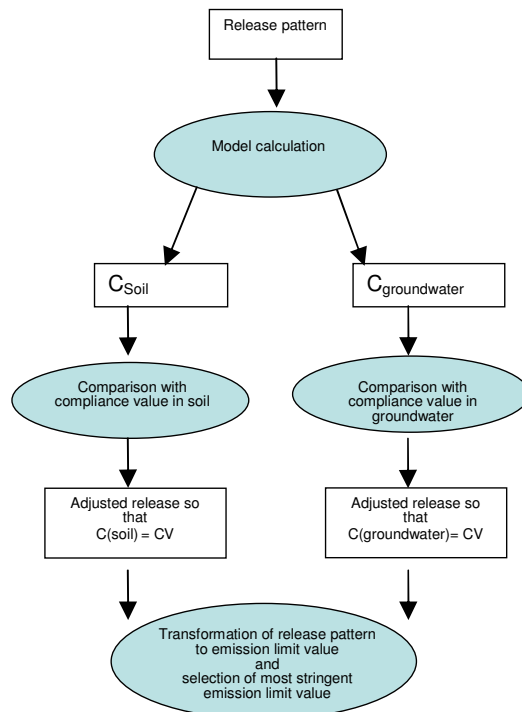 Release pattern
Model calculation
CSoil
Cgroundwater
Comparison with
compliance value in soil
Comparison with
compliance value in
groundwater
Adjusted release so
that
C(soil) = CV
Adjusted release so
that
C(groundwater)= CV
Transformation of release pattern
to emission limit value
and
selection of most stringent
emission limit value